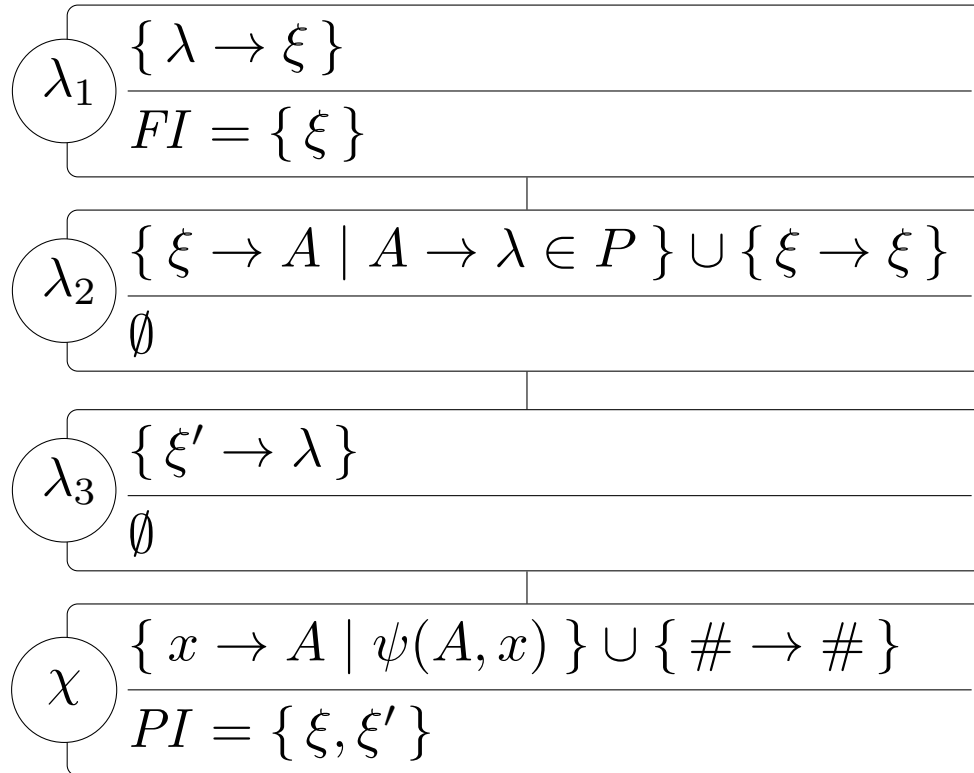 λ₁
{ λ → ξ }
FI = { ξ }
λ₂
{ ξ → A | A → λ ∈ P } ∪ { ξ → ξ }
∅
λ₃
{ ξ′ → λ }
∅
χ
{ x → A | ψ(A, x) } ∪ { # → # }
PI = { ξ, ξ′ }